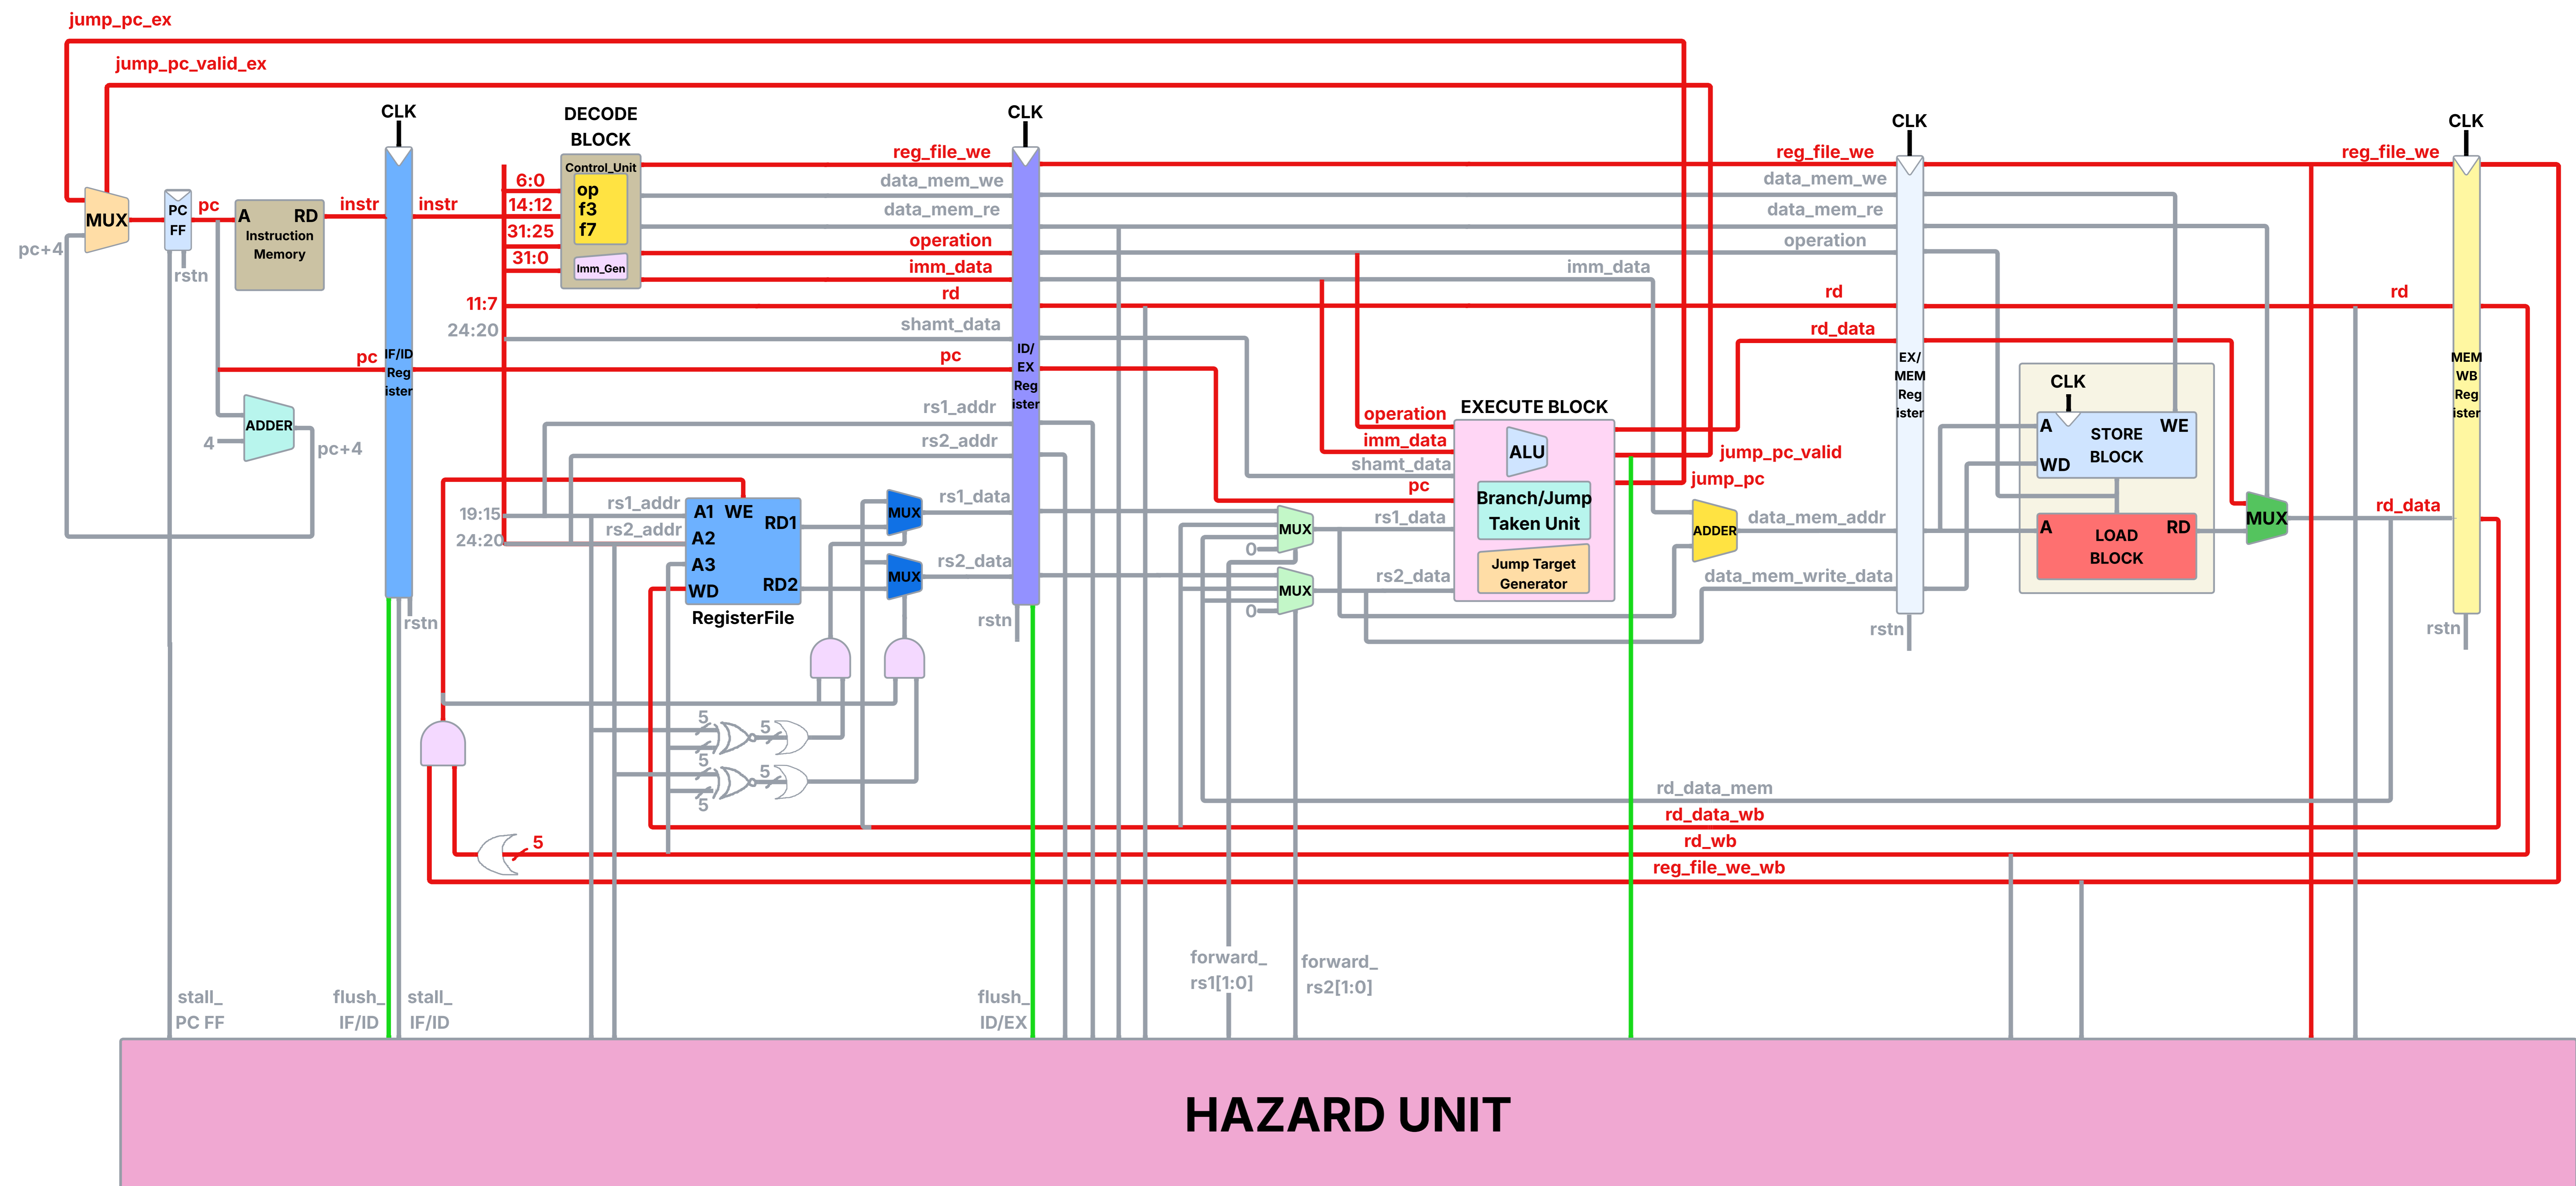 jump_pc_ex
jump_pc_valid_ex
CLK
DECODE
BLOCK
CLK
CLK
CLK
Control_Unit
op
f3
f7
Imm_Gen
6:0
14:12
31:25
31:0
11:7
24:20
reg_file_we
data_mem_we
data_mem_re
operation
imm_data
rd
shamt_data
pc
rs1_addr
rs2_addr
reg_file_we
data_mem_we
data_mem_re
operation
imm_data
rd
rd_data
reg_file_we
rd
MUX
pc+4
PC
FF
rstn
pc
A
RD
Instruction
Memory
instr
instr
pc
IF/ID
Reg
ister
ADDER
4
pc+4
rstn
ID/
EX
Reg
ister
rstn
19:15
24:20
rs1_addr
rs2_addr
A1
WE
RD1
A2
A3
WD
RD2
RegisterFile
MUX
MUX
rs1_data
rs2_data
5
5
5
5
5
5
MUX
0
MUX
0
EXECUTE BLOCK
operation
imm_data
shamt_data
pc
rs1_data
rs2_data
ALU
Branch/Jump
Taken Unit
Jump Target
Generator
jump_pc_valid
jump_pc
ADDER
data_mem_addr
data_mem_write_data
EX/
MEM
Reg
ister
rstn
CLK
A
WE
STORE
BLOCK
WD
A
RD
LOAD
BLOCK
MUX
rd_data
MEM
WB
Reg
ister
rstn
5
rd_data_mem
rd_data_wb
rd_wb
reg_file_we_wb
stall_
PC FF
flush_
IF/ID
stall_
IF/ID
flush_
ID/EX
forward_
rs1[1:0]
forward_
rs2[1:0]
HAZARD UNIT